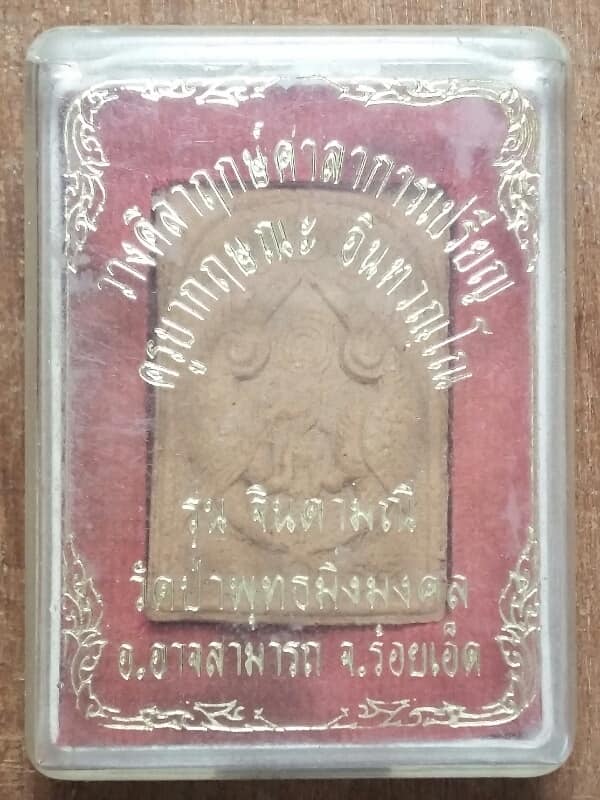 วางศิลาฤกษ์ศาลาการเปรียญ
ครูบากฤษณะ อินทวณฺโณ
รุ่น จินดามณี
วัดป่าพุทธมิ่งมงคล
อ.อาจสามารถ จ.ร้อยเอ็ด